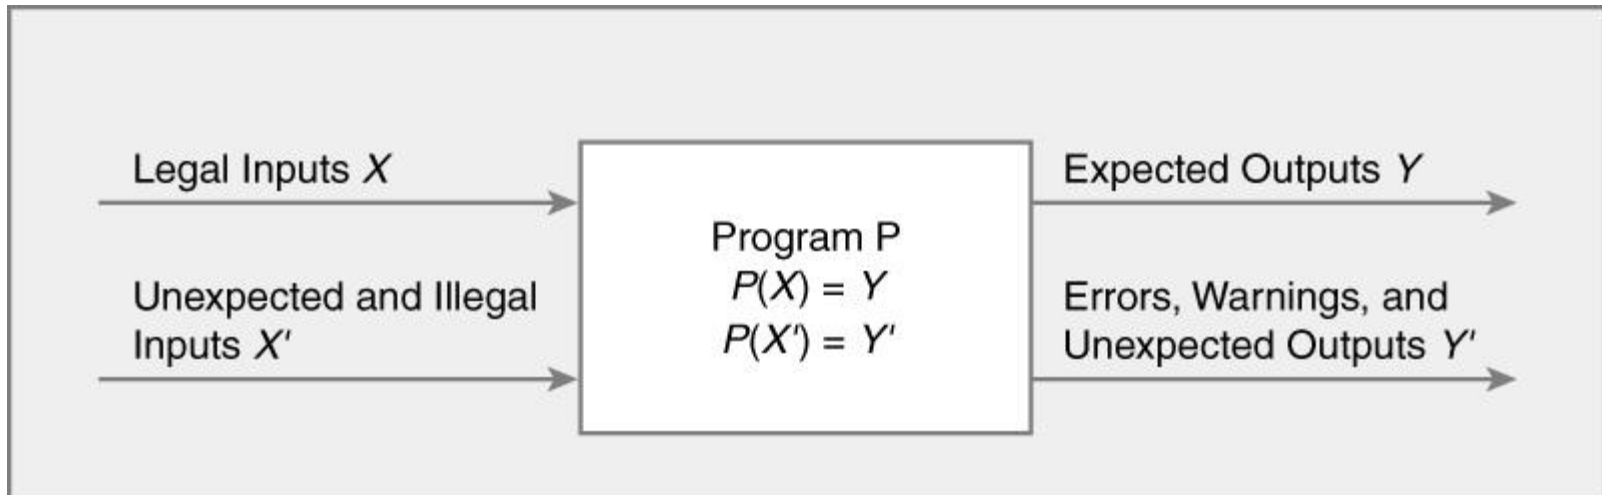 Legal Inputs X
Unexpected and Illegal
Inputs X'
Program P
P(X) = Y
P(X') = Y'
Expected Outputs Y
Errors, Warnings, and
Unexpected Outputs Y'